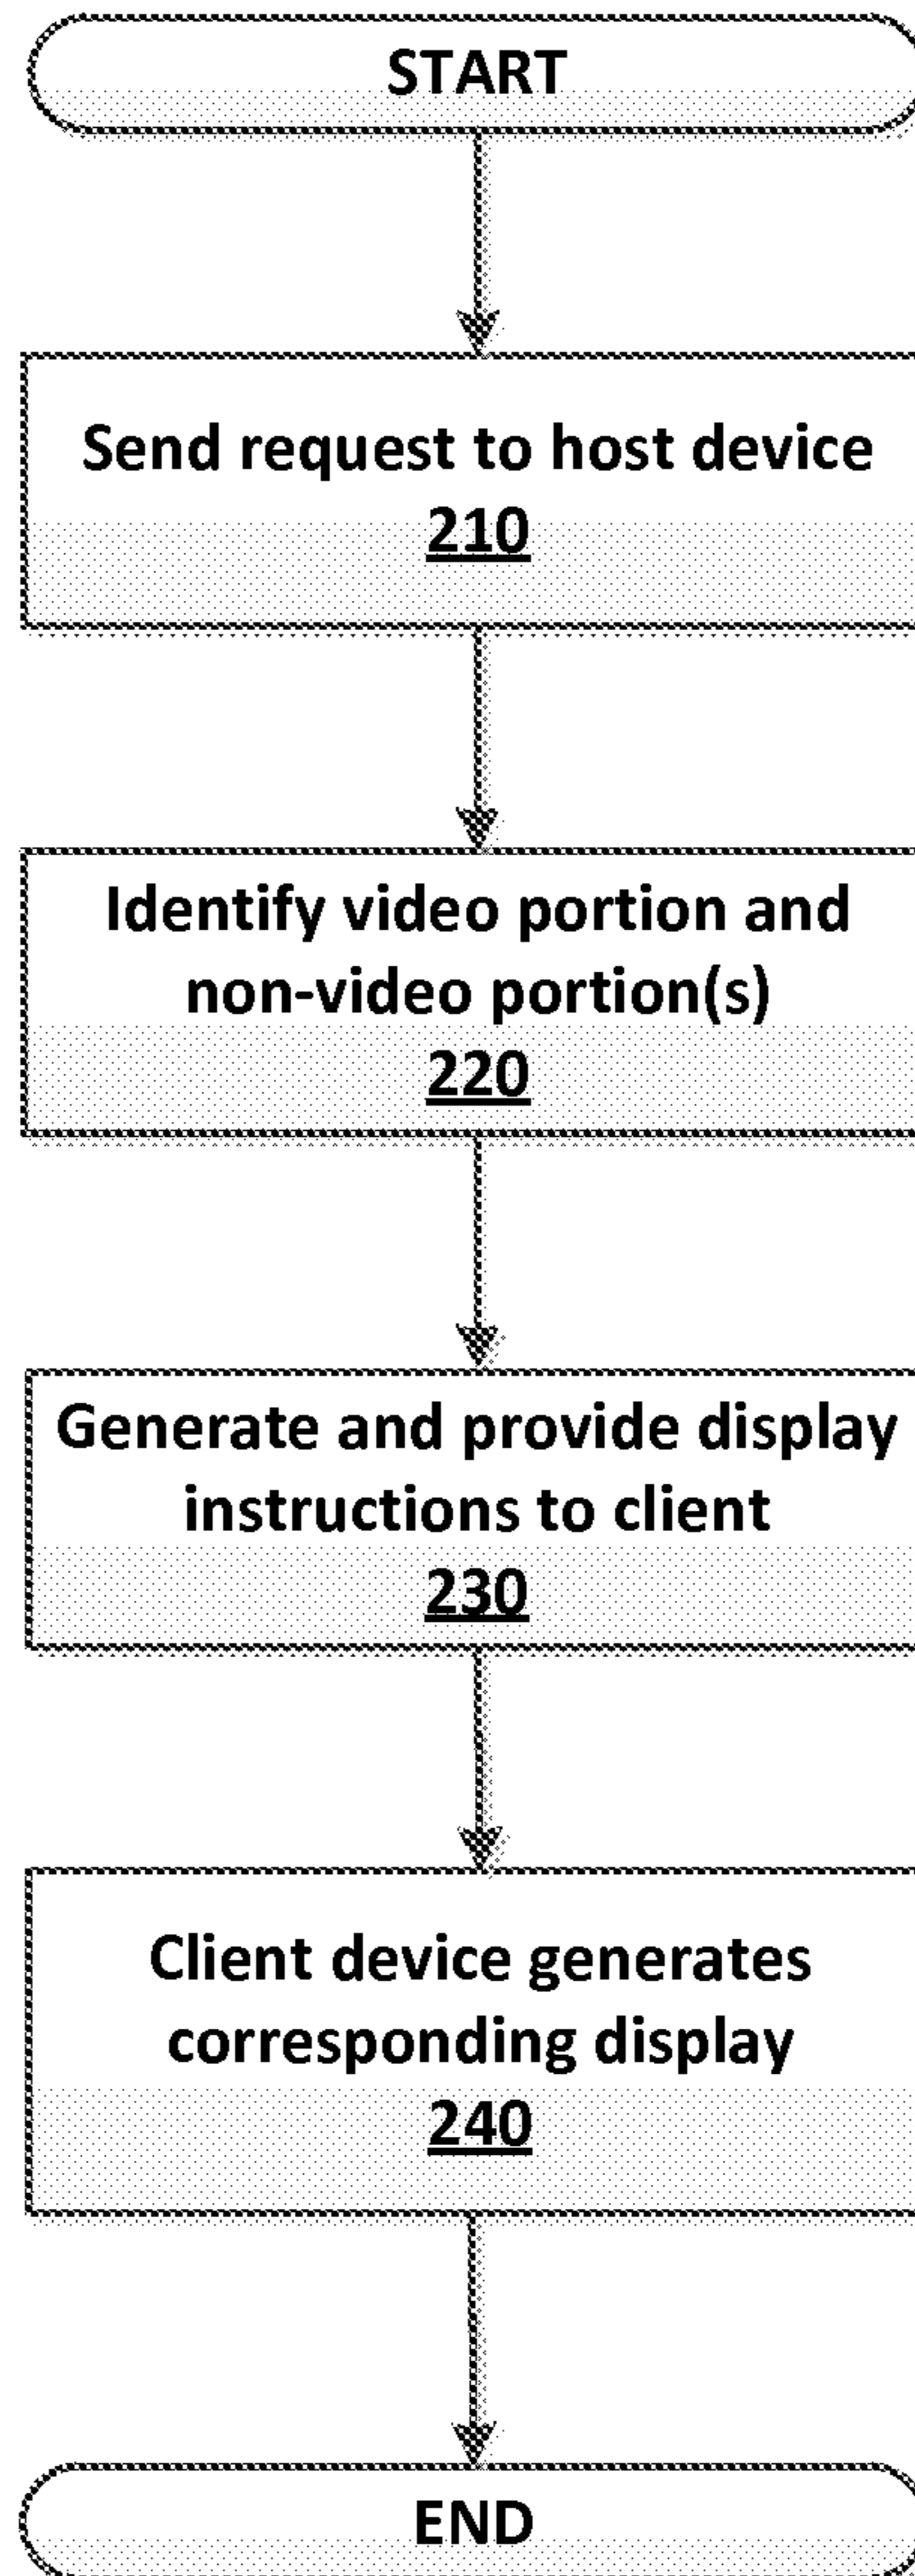 START
Send request to host device
210
Identify video portion and
non-video portion(s)
220
Generate and provide display
instructions to client
230
Client device generates
corresponding display
240
END